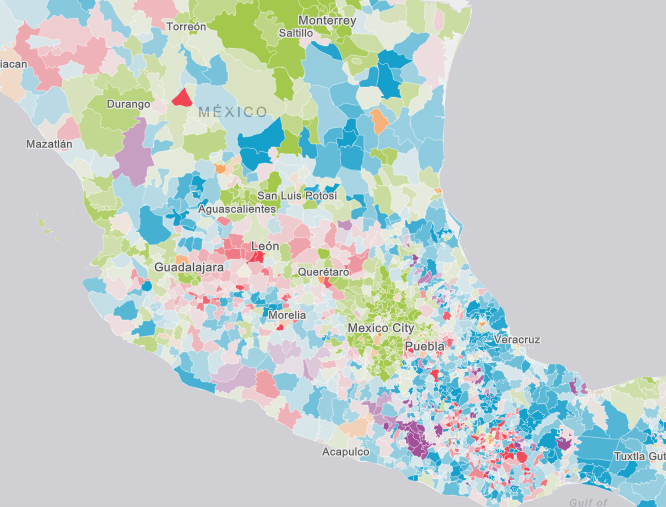 Monterrey
Torreón
Saltillo
iacan
Durango
MÉXICO
Mazatlán
San Luis Potosí
Aguascalientes
León
Guadalajara
Querétaro
Morelia
Mexico City
Veracruz
Puebla
Acapulco
Tuxtla Gut
Gulf of